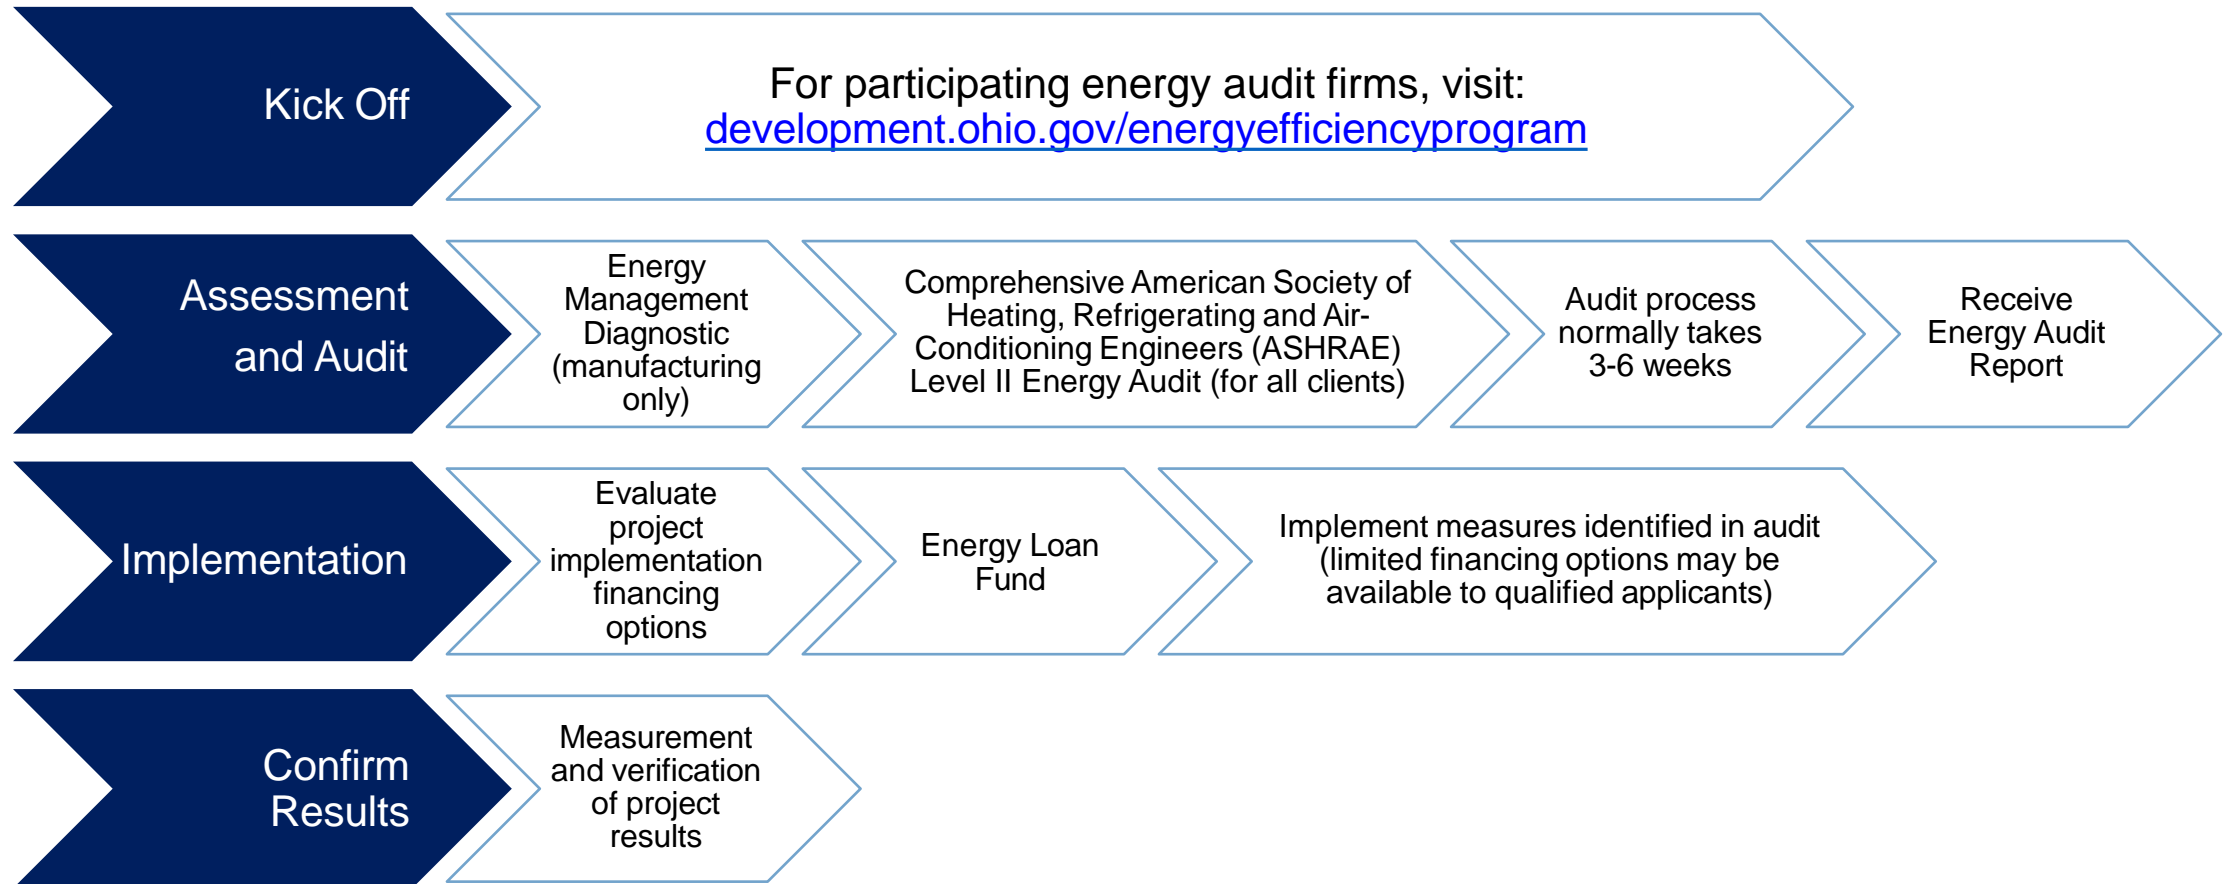 Kick Off
For participating energy audit firms, visit:
development.ohio.gov/energyefficiencyprogram
Assessment
and Audit
Energy
Management
Diagnostic
(manufacturing
only)
Comprehensive American Society of
Heating, Refrigerating and Air-
Conditioning Engineers (ASHRAE)
Level II Energy Audit (for all clients)
Audit process
normally takes
3-6 weeks
Receive
Energy Audit
Report
Implementation
Evaluate
project
implementation
financing
options
Energy Loan
Fund
Implement measures identified in audit
(limited financing options may be
available to qualified applicants)
Confirm
Results
Measurement
and verification
of project
results